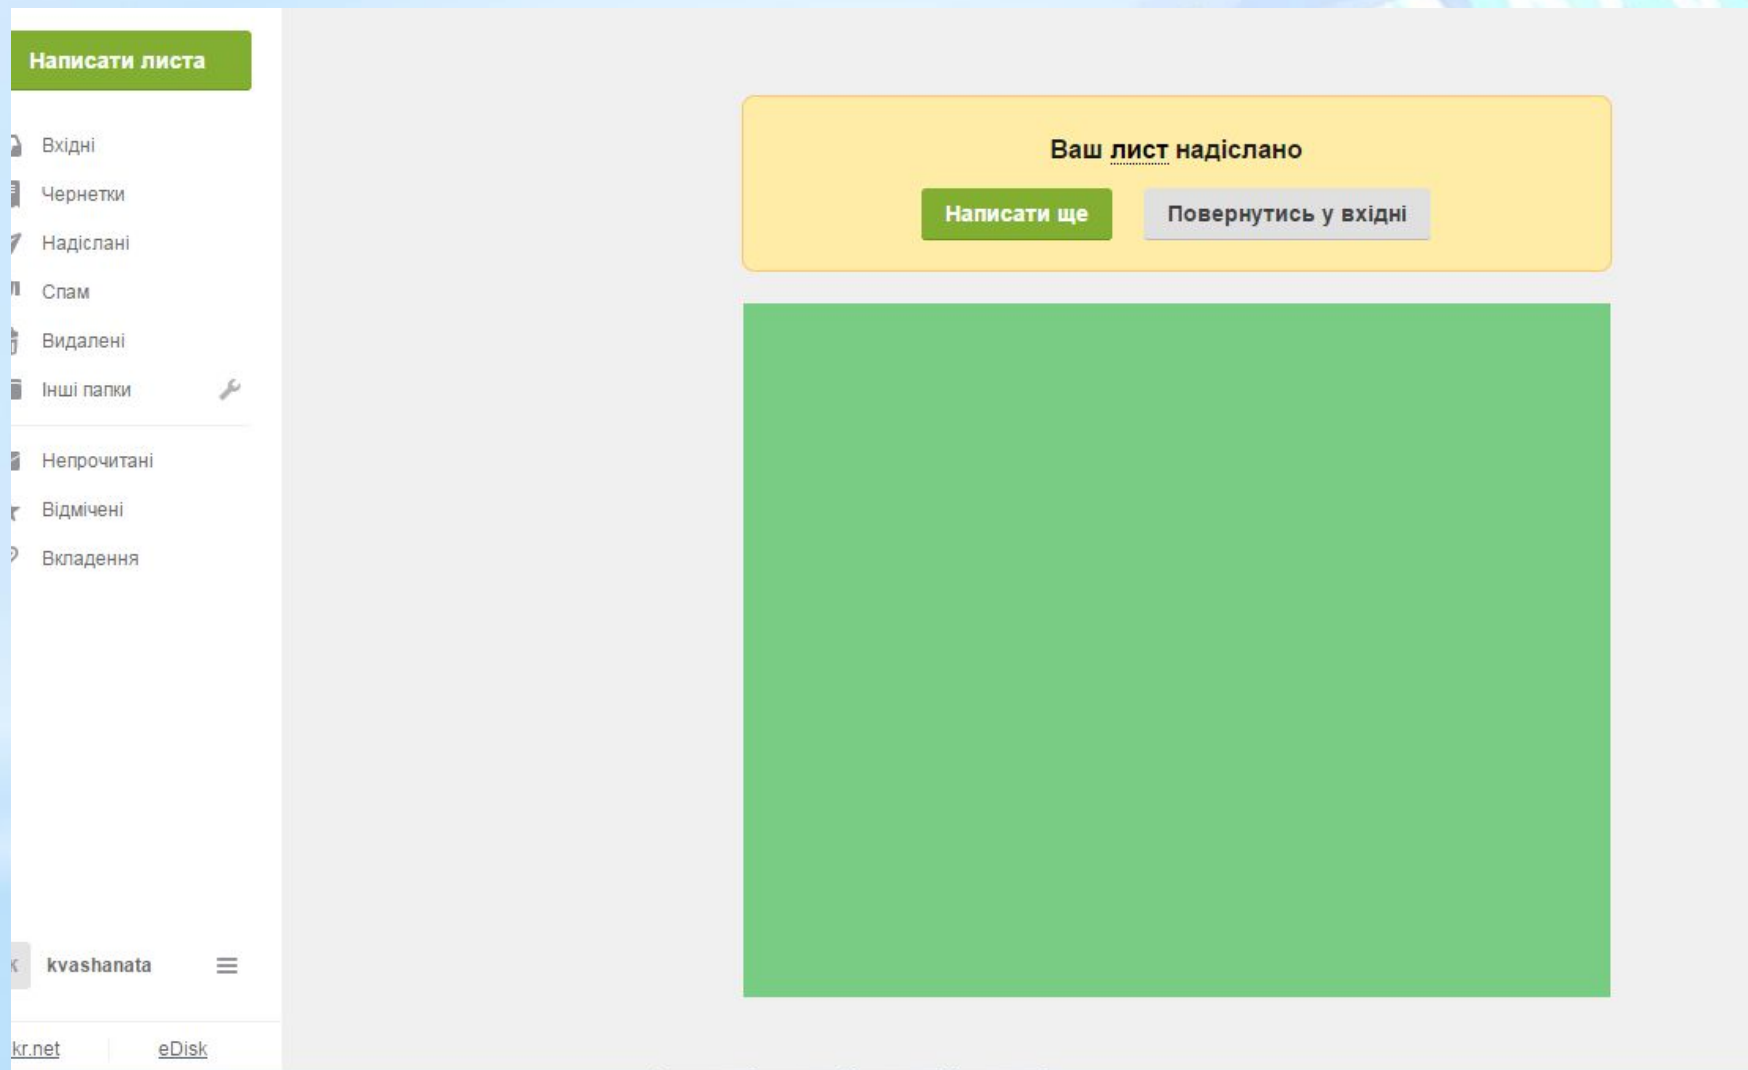 Написати листа
Вхідні
Чернетки
Надіслані
Спам
Видалені
Інші папки
Непрочитані
Відмічені
Вкладення
kvashanata
kr.net
eDisk
Ваш лист надіслано
Написати ще
Повернутись у вхідні